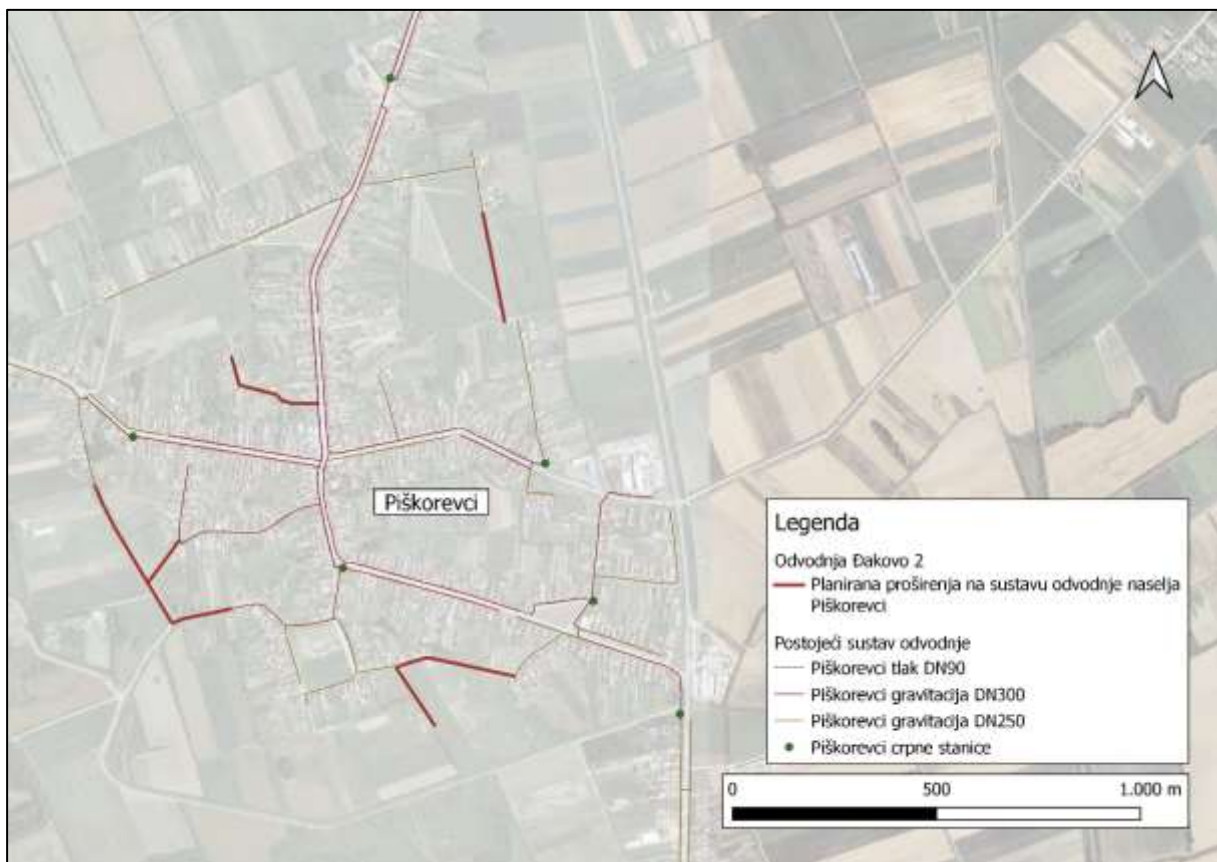 Piškorevci
Legenda
Odvodnja Đakovo 2
Planirana proširenja na sustavu odvodnje naselja
Piškorevci
Postojeći sustav odvodnje
Piškorevci tlak DN90
Piškorevci gravitacija DN300
Piškorevci gravitacija DN250
Piškorevci crpne stanice
0 500 1.000 m